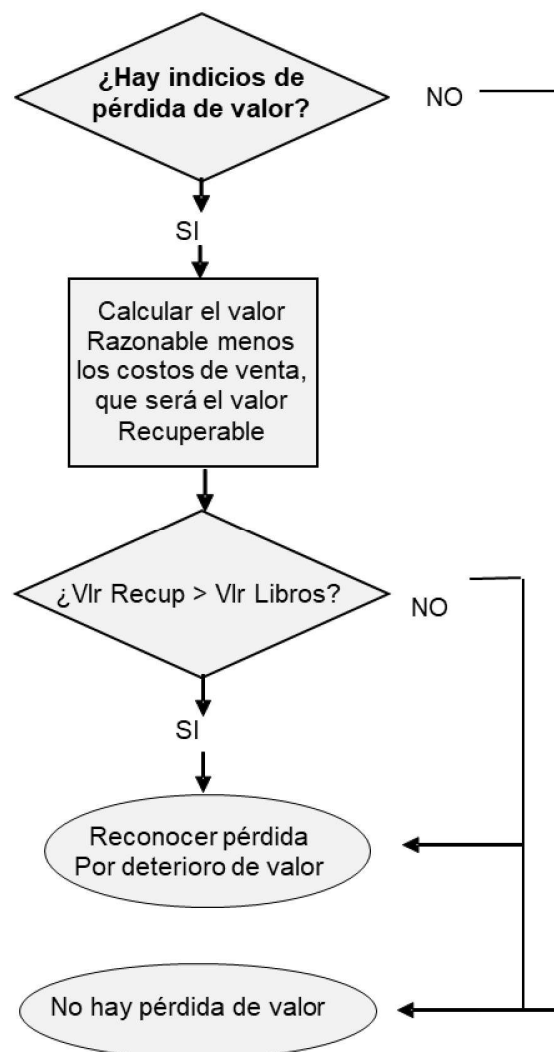 ¿Hay indicios de
pérdida de valor?
NO
SI
Calcular el valor
Razonable menos
los costos de venta,
que será el valor
Recuperable
¿Vlr Recup > Vlr Libros?
NO
SI
Reconocer pérdida
Por deterioro de valor
No hay pérdida de valor